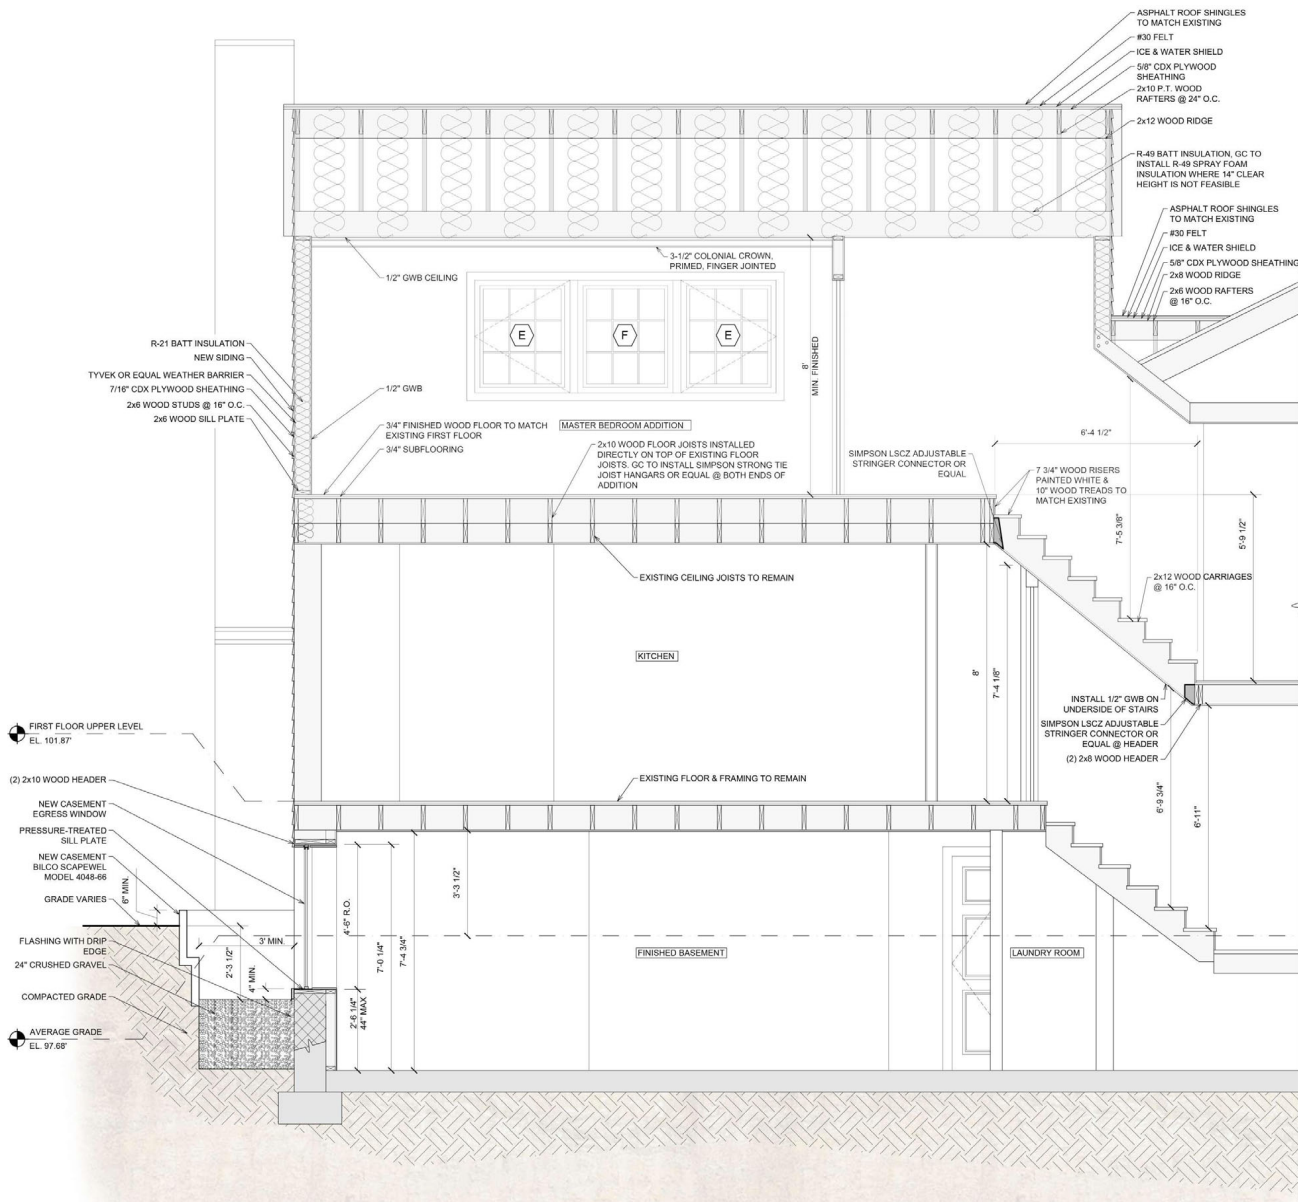 ASPHALT ROOF SHINGLES
TO MATCH EXISTING
#30 FELT
ICE & WATER SHIELD
5/8" CDX PLYWOOD
SHEATHING
2x10 P.T. WOOD
RAFTERS @ 24" O.C.
2x12 WOOD RIDGE
R-49 BATT INSULATION, GC TO
INSTALL R-49 SPRAY FOAM
INSULATION WHERE 14" CLEAR
HEIGHT IS NOT FEASIBLE
ASPHALT ROOF SHINGLES
TO MATCH EXISTING
#30 FELT
ICE & WATER SHIELD
5/8" CDX PLYWOOD SHEATHING
2x8 WOOD RIDGE
2x6 WOOD RAFTERS
@ 16" O.C.
3-1/2" COLONIAL CROWN,
PRIMED, FINGER JOINTED
1/2" GWB CEILING
E
F
E
8'
MIN. FINISHED
R-21 BATT INSULATION
NEW SIDING
TYVEK OR EQUAL WEATHER BARRIER
7/16" CDX PLYWOOD SHEATHING
2x6 WOOD STUDS @ 16" O.C.
2x6 WOOD SILL PLATE
1/2" GWB
3/4" FINISHED WOOD FLOOR TO MATCH
EXISTING FIRST FLOOR
3/4" SUBFLOORING
MASTER BEDROOM ADDITION
2x10 WOOD FLOOR JOISTS INSTALLED
DIRECTLY ON TOP OF EXISTING FLOOR
JOISTS. GC TO INSTALL SIMPSON STRONG TIE
JOIST HANGARS OR EQUAL @ BOTH ENDS OF
ADDITION
SIMPSON LSCZ ADJUSTABLE
STRINGER CONNECTOR OR
EQUAL
6'-4 1/2"
7 3/4" WOOD RISERS
PAINTED WHITE &
10" WOOD TREADS TO
MATCH EXISTING
7'-5 3/8"
5'-9 1/2"
EXISTING CEILING JOISTS TO REMAIN
2x12 WOOD CARRIAGES
@ 16" O.C.
KITCHEN
8'
7'-4 1/8"
INSTALL 1/2" GWB ON
UNDERSIDE OF STAIRS
SIMPSON LSCZ ADJUSTABLE
STRINGER CONNECTOR OR
EQUAL @ HEADER
(2) 2x8 WOOD HEADER
FIRST FLOOR UPPER LEVEL
EL. 101.87'
(2) 2x10 WOOD HEADER
NEW CASEMENT
EGRESS WINDOW
PRESSURE-TREATED
SILL PLATE
NEW CASEMENT
BILCO SCAPEWEL
MODEL 4048-66
GRADE VARIES
FLASHING WITH DRIP
EDGE
24" CRUSHED GRAVEL
COMPACTED GRADE
AVERAGE GRADE
EL. 97.68'
EXISTING FLOOR & FRAMING TO REMAIN
6'-9 3/4"
6'-11"
6" MIN.
3' MIN.
2'-3 1/2"
4" MIN.
4'-6" R.O.
7'-0 1/4"
7'-4 3/4"
3'-3 1/2"
2'-6 1/4"
44" MAX
FINISHED BASEMENT
LAUNDRY ROOM